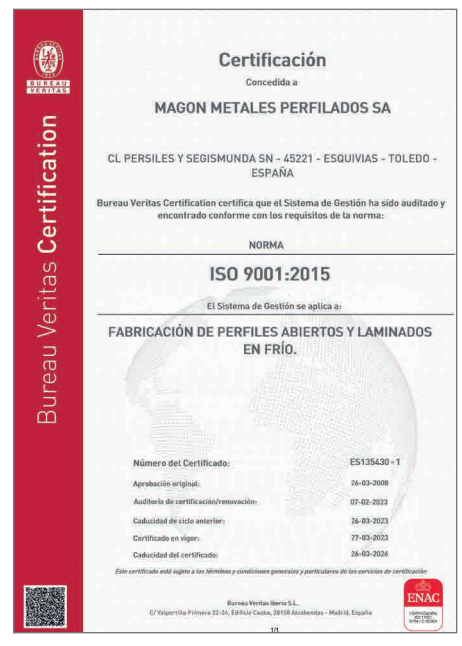 BUREAU
VERITAS
Bureau Veritas Certification
Certificación
Concedida a
MAGON METALES PERFILADOS SA
CL PERSILES Y SEGISMUNDA SN - 45221 - ESQUIVIAS - TOLEDO -
ESPAÑA
Bureau Veritas Certification certifica que el Sistema de Gestión ha sido auditado y
encontrado conforme con los requisitos de la norma:
NORMA
ISO 9001:2015
El Sistema de Gestión se aplica a:
FABRICACIÓN DE PERFILES ABIERTOS Y LAMINADOS
EN FRÍO.
Número del Certificado: ES135430 - 1
Aprobación original: 26-03-2008
Auditoría de certificación/renovación: 07-02-2023
Caducidad de ciclo anterior: 26-03-2023
Certificado en vigor: 27-03-2023
Caducidad del certificado: 26-03-2026
Este certificado está sujeto a los términos y condiciones generales y particulares de los servicios de certificación
Bureau Veritas Iberia S.L.
C/ Valportillo Primera 22-24, Edificio Caoba, 28108 Alcobendas - Madrid, España
1/1
ENAC
CERTIFICACIÓN